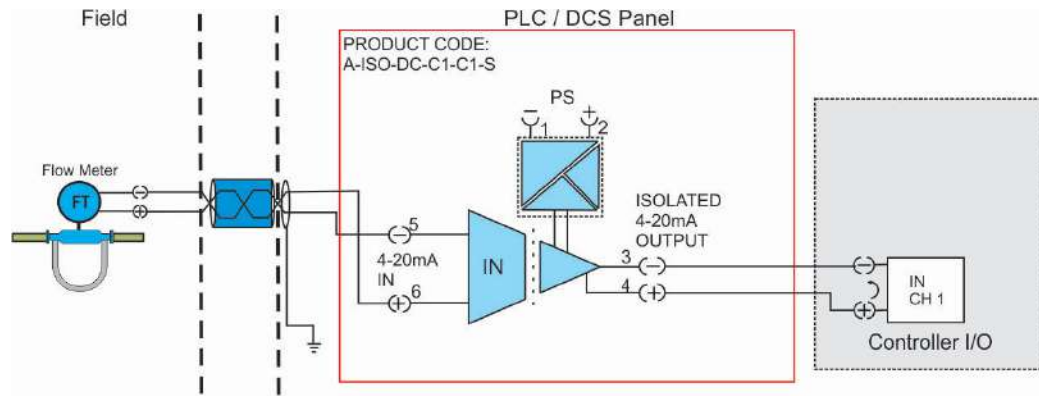 Field
PLC / DCS Panel
PRODUCT CODE:
A-ISO-DC-C1-C1-S
PS
− +
1 2
Flow Meter
FT
−
+
− 5
4-20mA
IN
+ 6
IN
ISOLATED
4-20mA
OUTPUT
3 −
4 +
−
+
IN
CH 1
Controller I/O